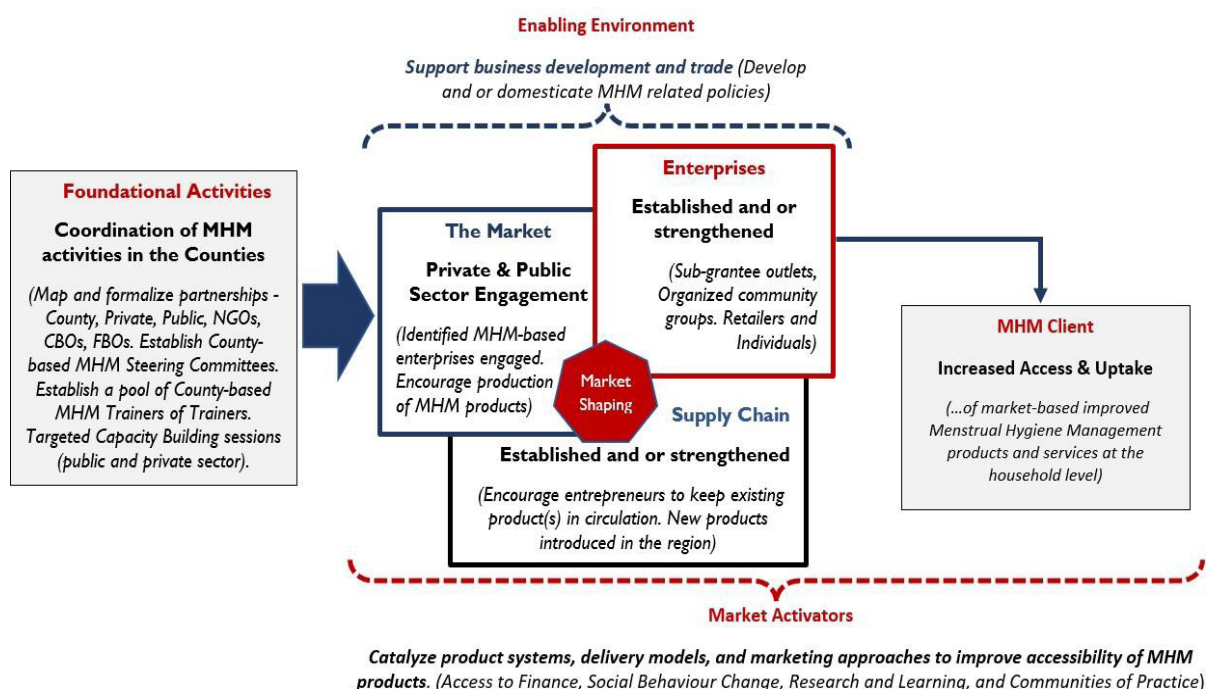 Enabling Environment
Support business development and trade (Develop
and or domesticate MHM related policies)
Foundational Activities
Coordination of MHM
activities in the Counties
(Map and formalize partnerships -
County, Private, Public, NGOs,
CBOs, FBOs. Establish County-
based MHM Steering Committees.
Establish a pool of County-based
MHM Trainers of Trainers.
Targeted Capacity Building sessions
(public and private sector).
The Market
Private & Public
Sector Engagement
(Identified MHM-based
enterprises engaged.
Encourage production
of MHM products)
Enterprises
Established and or
strengthened
(Sub-grantee outlets,
Organized community
groups. Retailers and
Individuals)
Market
Shaping
Supply Chain
Established and or strengthened
(Encourage entrepreneurs to keep existing
product(s) in circulation. New products
introduced in the region)
MHM Client
Increased Access & Uptake
(...of market-based improved
Menstrual Hygiene Management
products and services at the
household level)
Market Activators
Catalyze product systems, delivery models, and marketing approaches to improve accessibility of MHM
products. (Access to Finance, Social Behaviour Change, Research and Learning, and Communities of Practice)